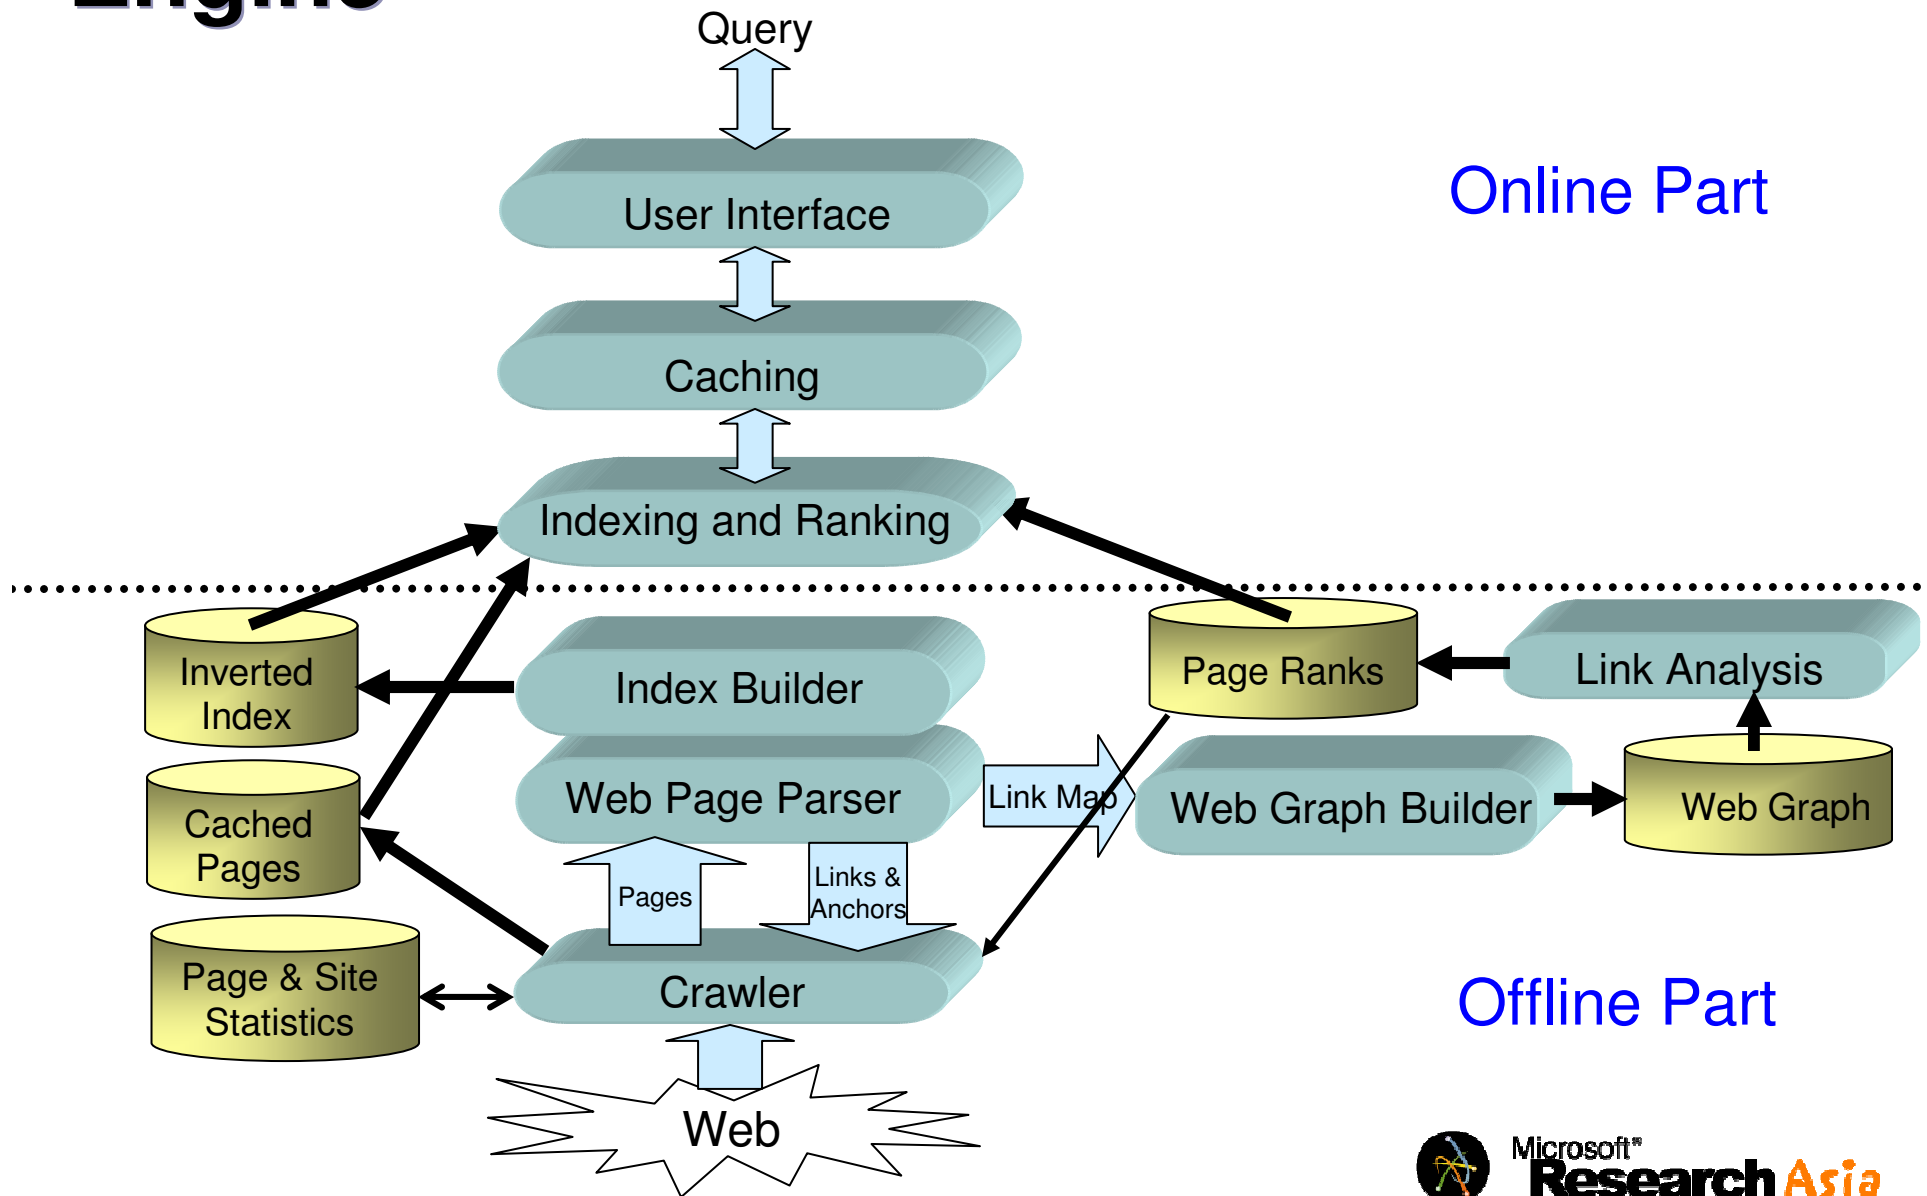 Engine
Query
Online Part
User Interface
Caching
Indexing and Ranking
Inverted
Index
Index Builder
Page Ranks
Link Analysis
Cached
Pages
Web Page Parser
Link Map
Web Graph Builder
Web Graph
Pages
Links &
Anchors
Page & Site
Statistics
Crawler
Offline Part
Web
Microsoft®
Research Asia